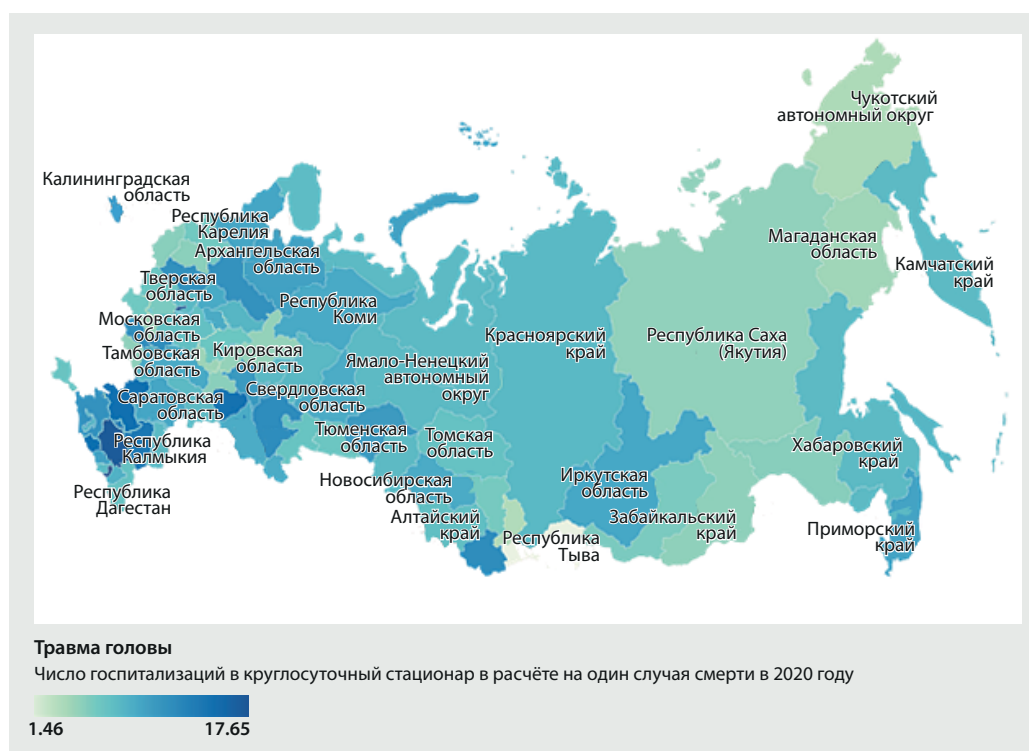 Чукотский
автономный округ
Калининградская
область
Республика
Карелия
Архангельская
область
Магаданская
область
Камчатский
край
Тверская
область
Республика
Коми
Московская
область
Красноярский
край
Республика Саха
(Якутия)
Тамбовская
область
Кировская
область
Ямало-Ненецкий
автономный
округ
Саратовская
область
Свердловская
область
Тюменская
область
Томская
область
Хабаровский
край
Республика
Калмыкия
Новосибирская
область
Иркутская
область
Республика
Дагестан
Алтайский
край
Забайкальский
край
Приморский
край
Республика
Тыва
Травма головы
Число госпитализаций в круглосуточный стационар в расчёте на один случая смерти в 2020 году
1.46
17.65